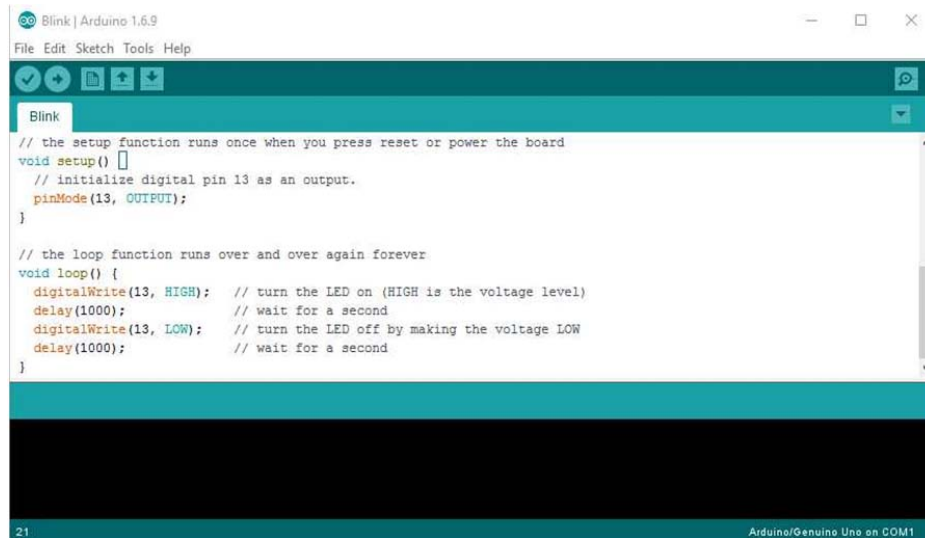 Blink | Arduino 1.6.9
File Edit Sketch Tools Help
Blink
// the setup function runs once when you press reset or power the board
void setup() 
  // initialize digital pin 13 as an output.
  pinMode(13, OUTPUT);
}
// the loop function runs over and over again forever
void loop() {
  digitalWrite(13, HIGH);   // turn the LED on (HIGH is the voltage level)
  delay(1000);              // wait for a second
  digitalWrite(13, LOW);    // turn the LED off by making the voltage LOW
  delay(1000);              // wait for a second
}
21
Arduino/Genuino Uno on COM1